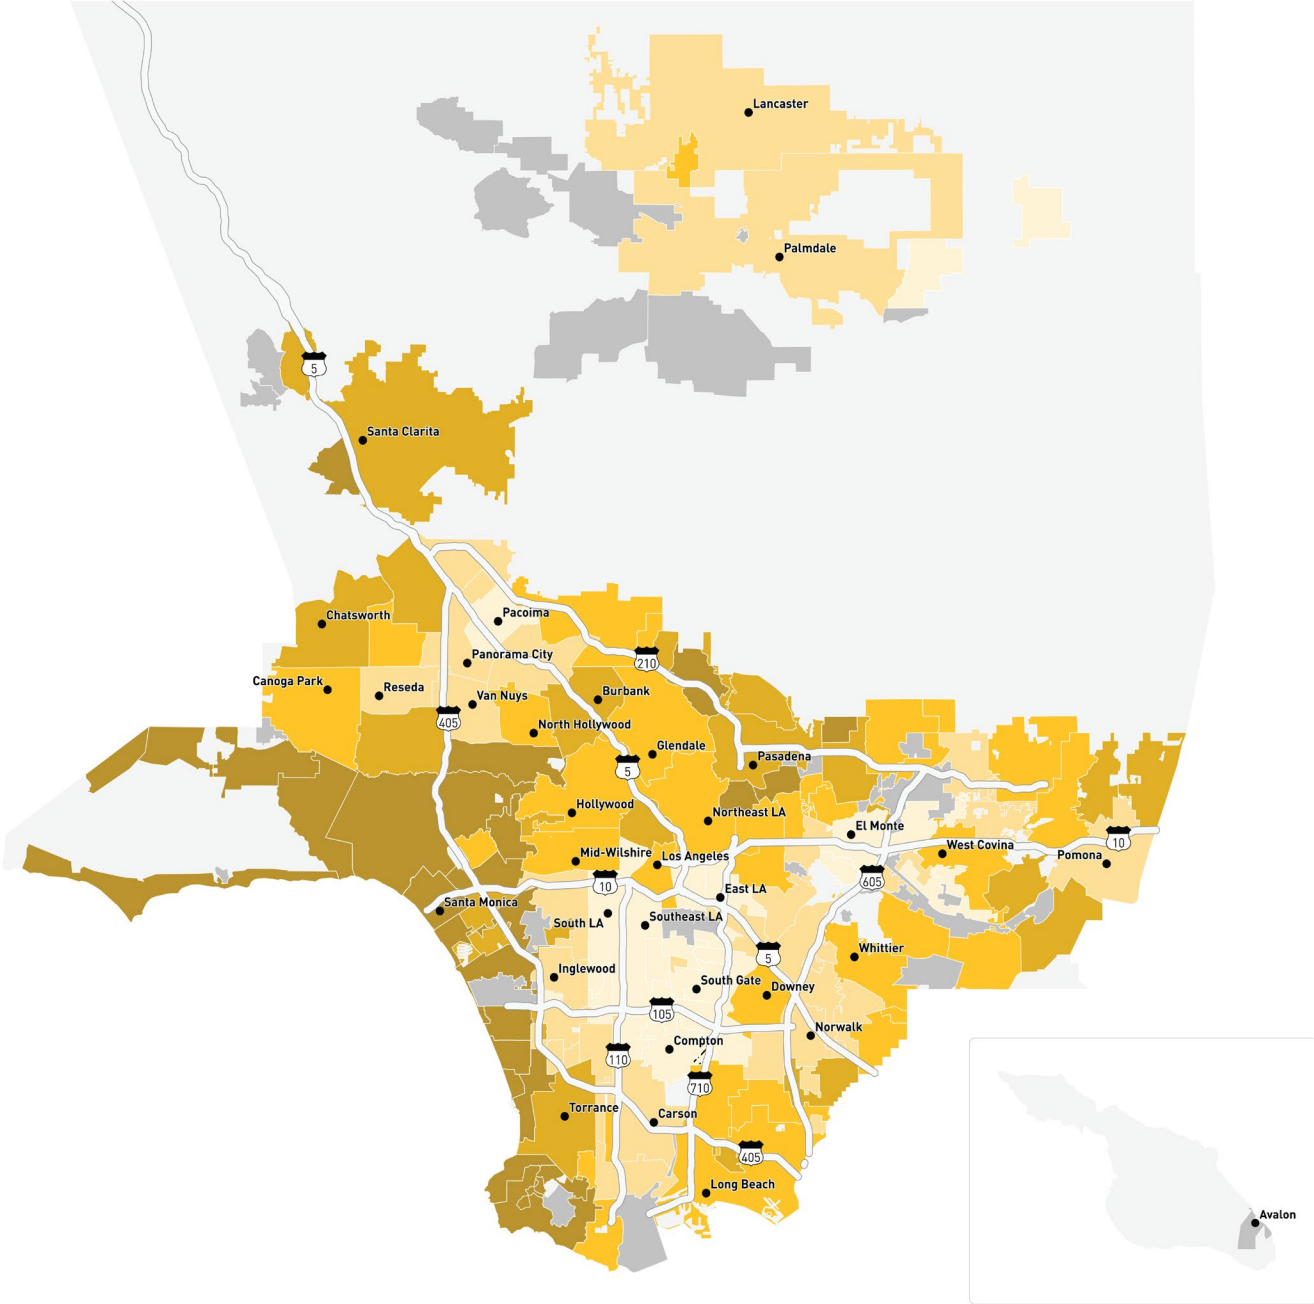 Lancaster
Palmdale
5
Santa Clarita
Pacoima
Chatsworth
Panorama City
210
Canoga Park
Reseda
Van Nuys
Burbank
405
North Hollywood
Glendale
Pasadena
5
Hollywood
Northeast LA
El Monte
10
West Covina
Mid-Wilshire
Los Angeles
Pomona
10
605
East LA
Santa Monica
South LA
Southeast LA
Whittier
5
Inglewood
South Gate
Downey
105
Norwalk
Compton
110
710
Torrance
Carson
405
Long Beach
Avalon